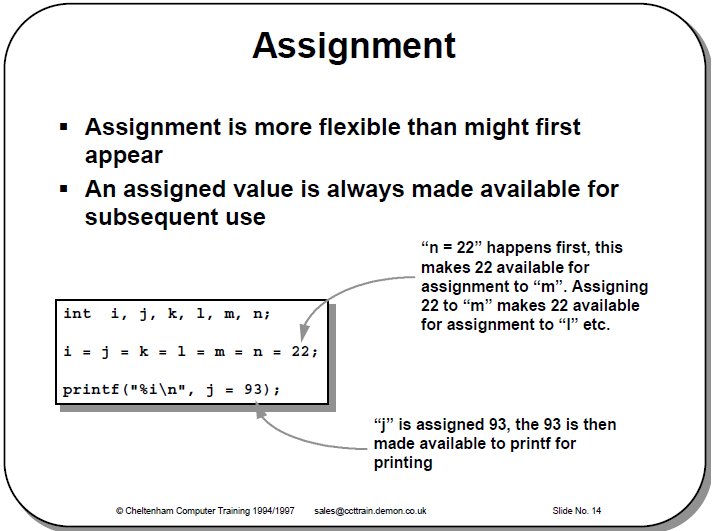 Assignment
▪ Assignment is more flexible than might first
appear
▪ An assigned value is always made available for
subsequent use
“n = 22” happens first, this
makes 22 available for
assignment to “m”. Assigning
22 to “m” makes 22 available
for assignment to “l” etc.
int  i, j, k, l, m, n;
i = j = k = l = m = n = 22;
printf("%i\n", j = 93);
“j” is assigned 93, the 93 is then
made available to printf for
printing
© Cheltenham Computer Training 1994/1997 sales@ccttrain.demon.co.uk Slide No. 14